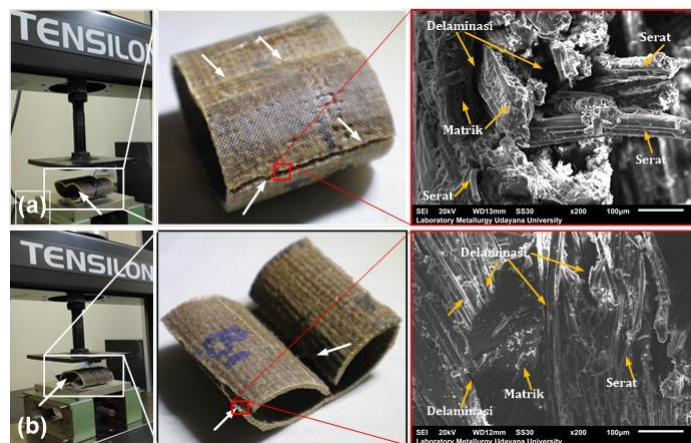 TENSILON
(a)
Delaminasi
Serat
Matrik
Serat
Serat
SEI 20kV WD13mm SS30 x200 100µm
Laboratory Metallurgy Udayana University
TENSILON
(b)
Delaminasi
Matrik
Serat
Delaminasi
SEI 20kV WD12mm SS30 x200 100µm
Laboratory Metallurgy Udayana University